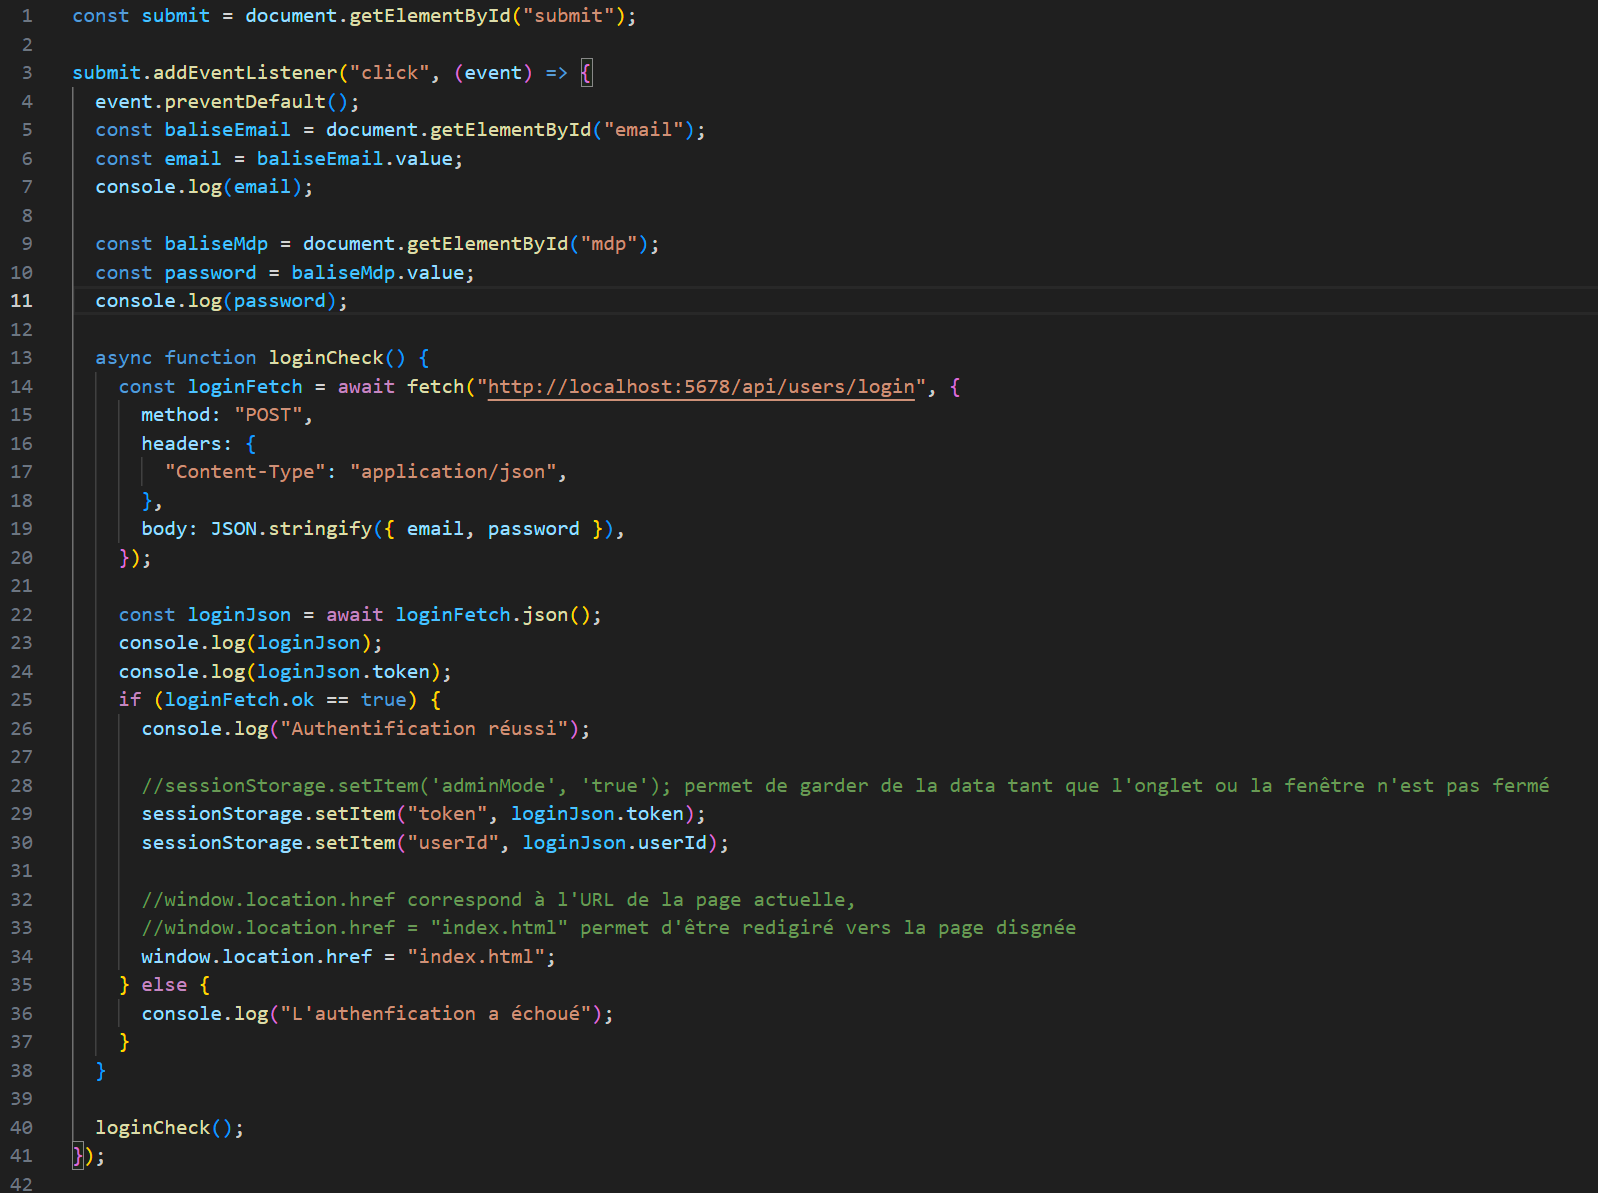 1 const submit = document.getElementById("submit");
2
3 submit.addEventListener("click", (event) => {
4 event.preventDefault();
5 const baliseEmail = document.getElementById("email");
6 const email = baliseEmail.value;
7 console.log(email);
8
9 const baliseMdp = document.getElementById("mdp");
10 const password = baliseMdp.value;
11 console.log(password);
12
13 async function loginCheck() {
14 const loginFetch = await fetch("http://localhost:5678/api/users/login", {
15 method: "POST",
16 headers: {
17 "Content-Type": "application/json",
18 },
19 body: JSON.stringify({ email, password }),
20 });
21
22 const loginJson = await loginFetch.json();
23 console.log(loginJson);
24 console.log(loginJson.token);
25 if (loginFetch.ok == true) {
26 console.log("Authentification réussi");
27
28 //sessionStorage.setItem('adminMode', 'true'); permet de garder de la data tant que l'onglet ou la fenêtre n'est pas fermé
29 sessionStorage.setItem("token", loginJson.token);
30 sessionStorage.setItem("userId", loginJson.userId);
31
32 //window.location.href correspond à l'URL de la page actuelle,
33 //window.location.href = "index.html" permet d'être redigiré vers la page disgnée
34 window.location.href = "index.html";
35 } else {
36 console.log("L'authenfication a échoué");
37 }
38 }
39
40 loginCheck();
41 });
42